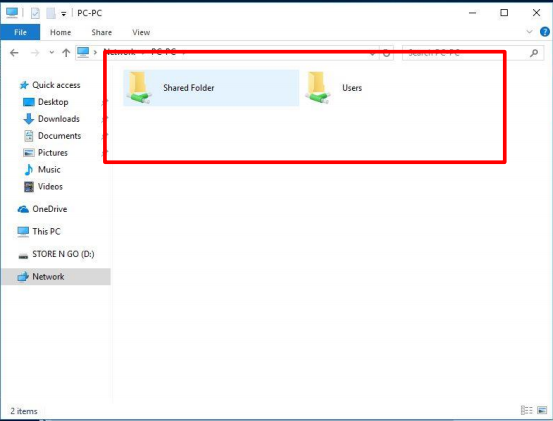 PC-PC
File Home Share View
Network PC-PC Search PC-PC
Shared Folder Users
Quick access
Desktop
Downloads
Documents
Pictures
Music
Videos
OneDrive
This PC
STORE N GO (D:)
Network
2 items